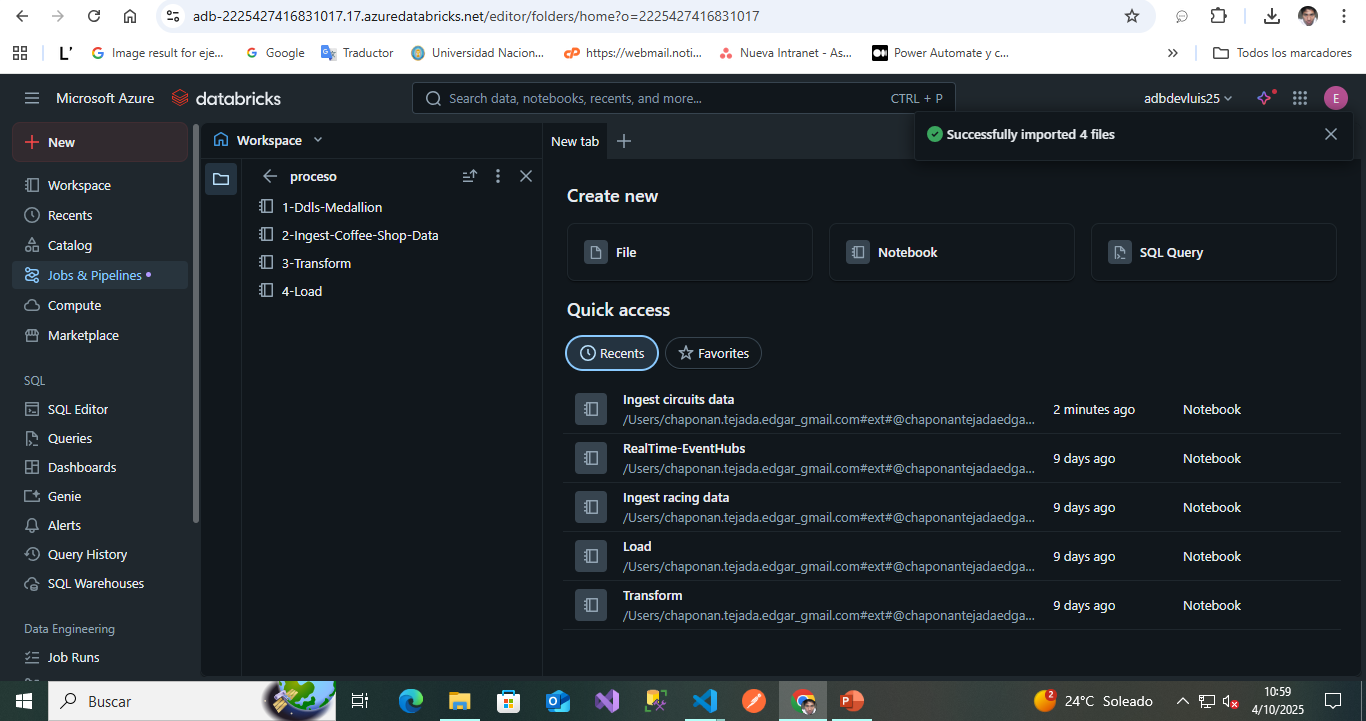 adb-2225427416831017.17.azuredatabricks.net/editor/folders/home?o=2225427416831017
L'
Image result for eje...
Google
Traductor
Universidad Nacion...
cP
https://webmail.noti...
Nueva Intranet - As...
Power Automate y c...
»
Todos los marcadores
Microsoft Azure
databricks
Search data, notebooks, recents, and more...
CTRL + P
adbdevluis25
E
New
Workspace
Recents
Catalog
Jobs & Pipelines
Compute
Marketplace
SQL
SQL Editor
Queries
Dashboards
Genie
Alerts
Query History
SQL Warehouses
Data Engineering
Job Runs
Workspace
proceso
1-Ddls-Medallion
2-Ingest-Coffee-Shop-Data
3-Transform
4-Load
New tab
Successfully imported 4 files
Create new
File
Notebook
SQL Query
Quick access
Recents
Favorites
Ingest circuits data
/Users/chaponan.tejada.edgar_gmail.com#ext#@chaponantejadaedga...
2 minutes ago
Notebook
RealTime-EventHubs
/Users/chaponan.tejada.edgar_gmail.com#ext#@chaponantejadaedga...
9 days ago
Notebook
Ingest racing data
/Users/chaponan.tejada.edgar_gmail.com#ext#@chaponantejadaedga...
9 days ago
Notebook
Load
/Users/chaponan.tejada.edgar_gmail.com#ext#@chaponantejadaedga...
9 days ago
Notebook
Transform
/Users/chaponan.tejada.edgar_gmail.com#ext#@chaponantejadaedga...
9 days ago
Notebook
Buscar
2
24°C Soleado
10:59
4/10/2025